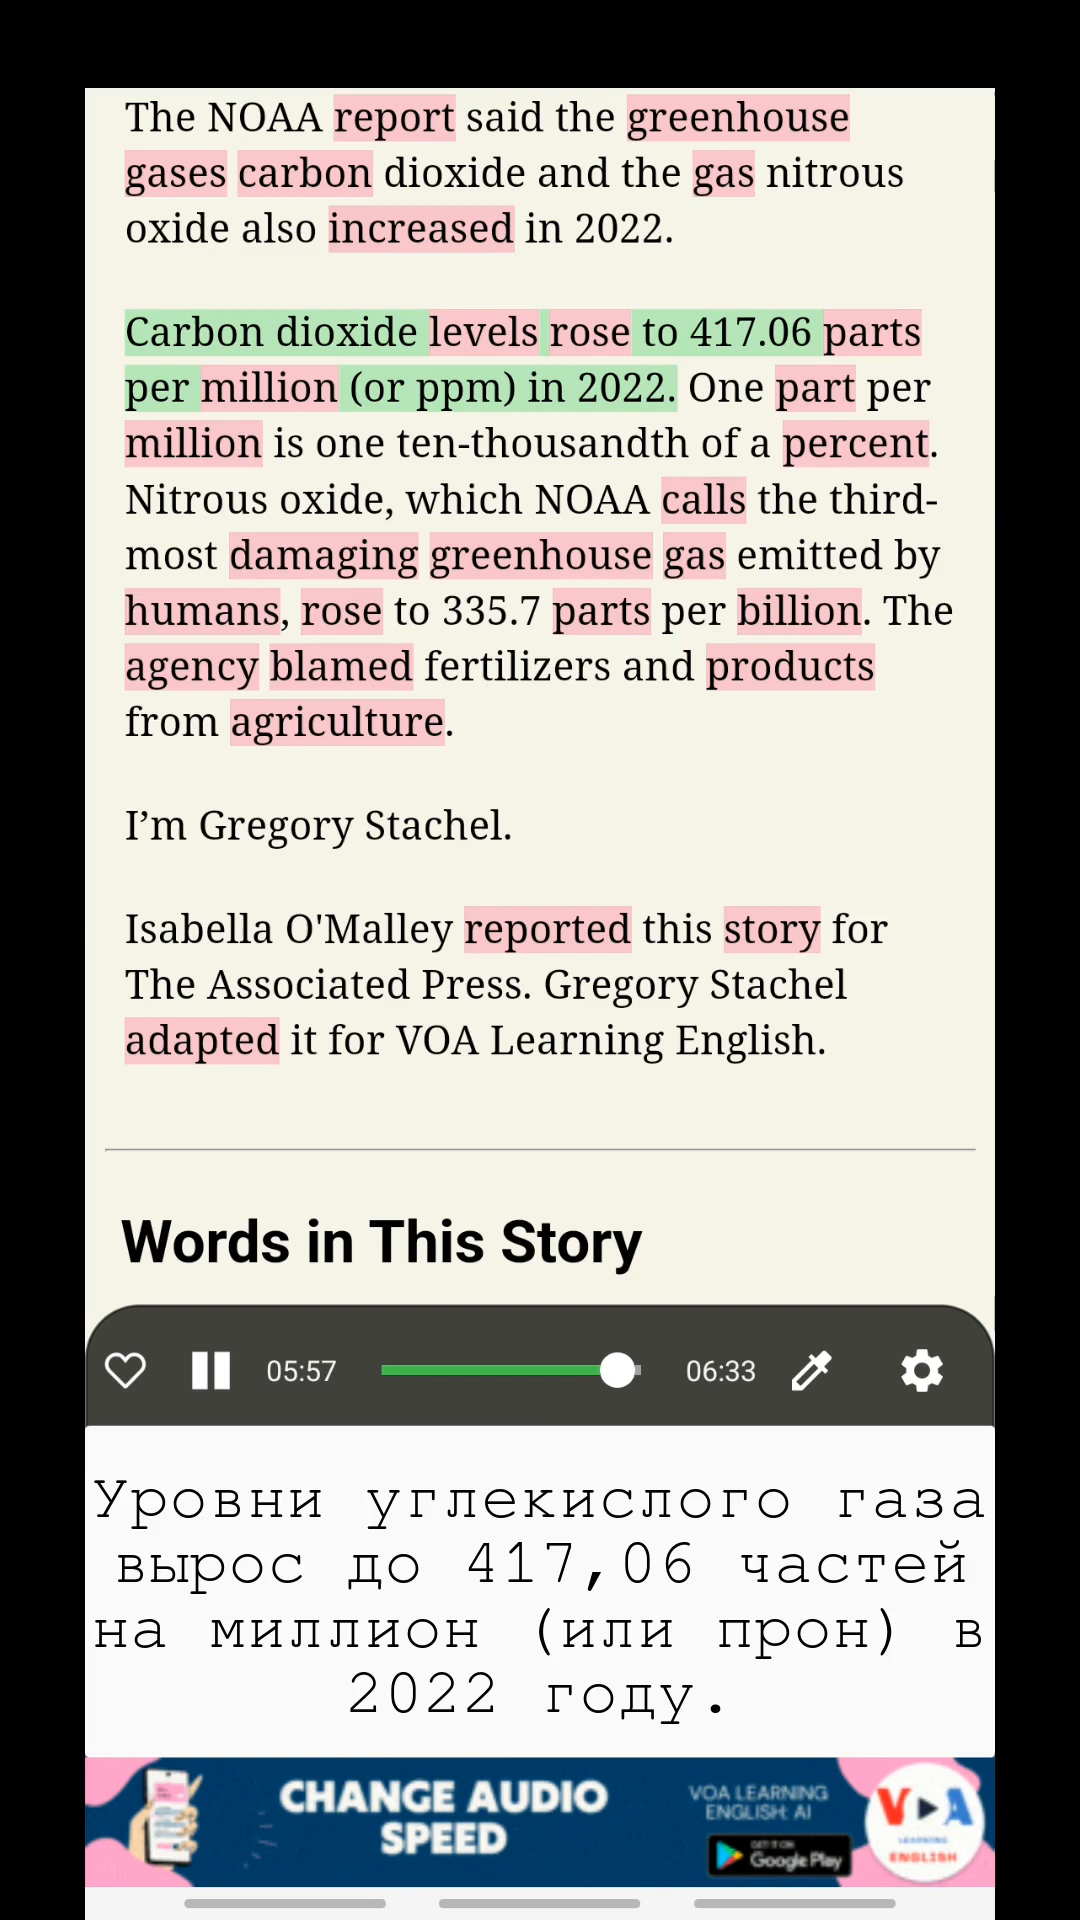 The NOAA report said the greenhouse
gases carbon dioxide and the gas nitrous
oxide also increased in 2022.
Carbon dioxide levels rose to 417.06 parts
per million (or ppm) in 2022. One part per
million is one ten-thousandth of a percent.
Nitrous oxide, which NOAA calls the third-
most damaging greenhouse gas emitted by
humans, rose to 335.7 parts per billion. The
agency blamed fertilizers and products
from agriculture.
I’m Gregory Stachel.
Isabella O'Malley reported this story for
The Associated Press. Gregory Stachel
adapted it for VOA Learning English.
Words in This Story
05:57
06:33
Уровни углекислого газа
вырос до 417,06 частей
на миллион (или прон) в
2022 году.
CHANGE AUDIO
SPEED
VOA LEARNING
ENGLISH: AI
GET IT ON
Google Play
VOA
LEARNING
ENGLISH